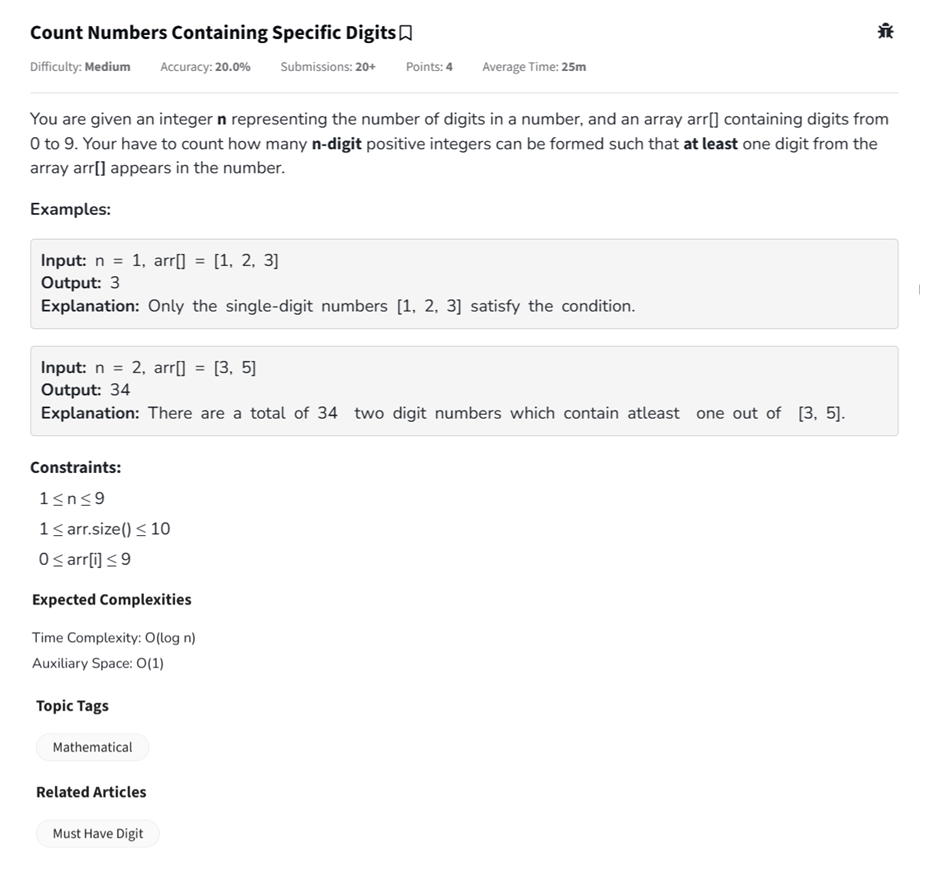 Count Numbers Containing Specific Digits
Difficulty: Medium Accuracy: 20.0% Submissions: 20+ Points: 4 Average Time: 25m
You are given an integer n representing the number of digits in a number, and an array arr[] containing digits from
0 to 9. Your have to count how many n-digit positive integers can be formed such that at least one digit from the
array arr[] appears in the number.
Examples:
Input: n = 1, arr[] = [1, 2, 3]
Output: 3
Explanation: Only the single-digit numbers [1, 2, 3] satisfy the condition.
Input: n = 2, arr[] = [3, 5]
Output: 34
Explanation: There are a total of 34 two digit numbers which contain atleast one out of [3, 5].
Constraints:
1 ≤ n ≤ 9
1 ≤ arr.size() ≤ 10
0 ≤ arr[i] ≤ 9
Expected Complexities
Time Complexity: O(log n)
Auxiliary Space: O(1)
Topic Tags
Mathematical
Related Articles
Must Have Digit